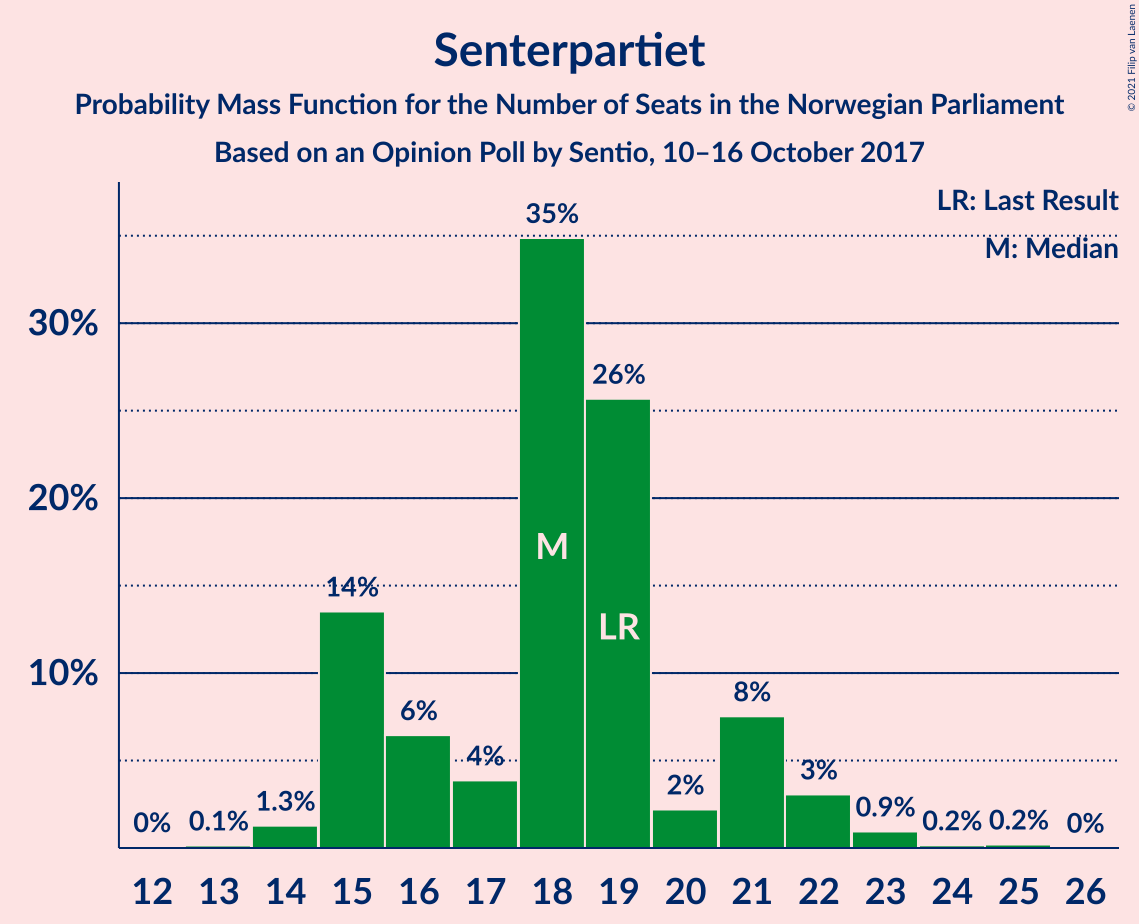 Senterpartiet
Probability Mass Function for the Number of Seats in the Norwegian Parliament
Based on an Opinion Poll by Sentio, 10–16 October 2017
© 2021 Filip van Laenen
LR: Last Result
M: Median
30%
20%
10%
0%
0.1%
1.3%
14%
6%
4%
35%
26%
2%
8%
3%
0.9%
0.2%
0.2%
0%
M
LR
12 13 14 15 16 17 18 19 20 21 22 23 24 25 26